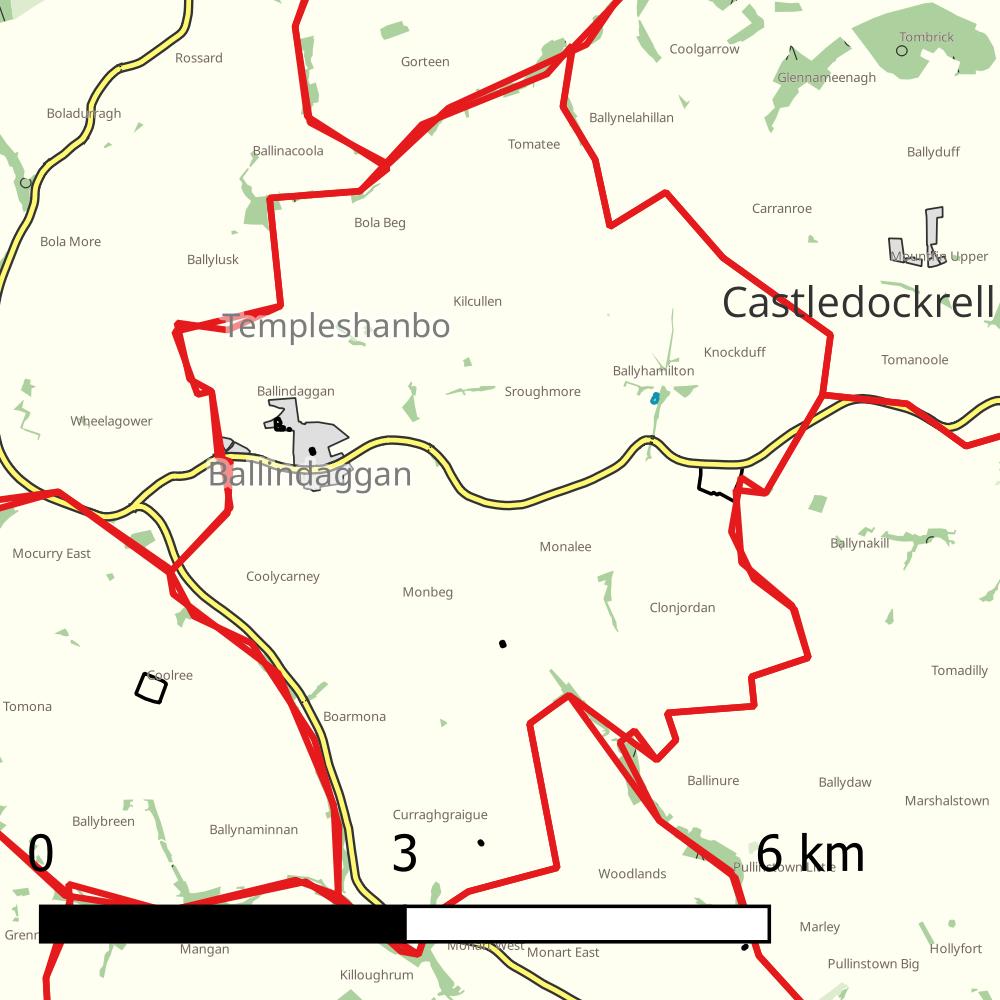 Tombrick
Coolgarrow
Rossard
Gorteen
Glennameenagh
Boladurragh
Ballynelahillan
Tomatee
Ballinacoola
Ballyduff
Carranroe
Bola Beg
Bola More
Mountfin Upper
Ballylusk
Castledockrell
Kilcullen
Templeshanbo
Knockduff
Tomanoole
Ballyhamilton
Ballindaggan
Sroughmore
Wheelagower
Ballindaggan
Ballynakill
Monalee
Mocurry East
Coolycarney
Monbeg
Clonjordan
Tomadilly
Coolree
Tomona
Boarmona
Ballinure
Ballydaw
Marshalstown
Curraghgraigue
Ballybreen
Ballynaminnan
0 3 6 km
Pullinstown Little
Woodlands
Marley
Grenr
Mangan
Monart West
Monart East
Hollyfort
Pullinstown Big
Killoughrum